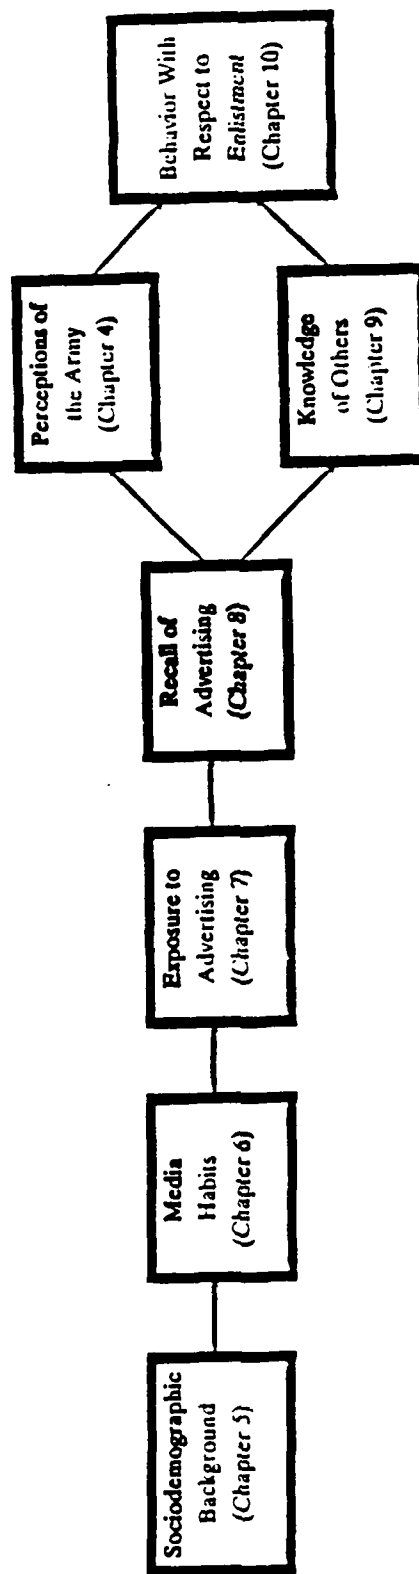 Sociodemographic
Background
(Chapter 5)
Media
Habits
(Chapter 6)
Exposure to
Advertising
(Chapter 7)
Recall of
Advertising
(Chapter 8)
Perceptions of
the Army
(Chapter 4)
Knowledge
of Others
(Chapter 9)
Behavior With
Respect to
Enlistment
(Chapter 10)